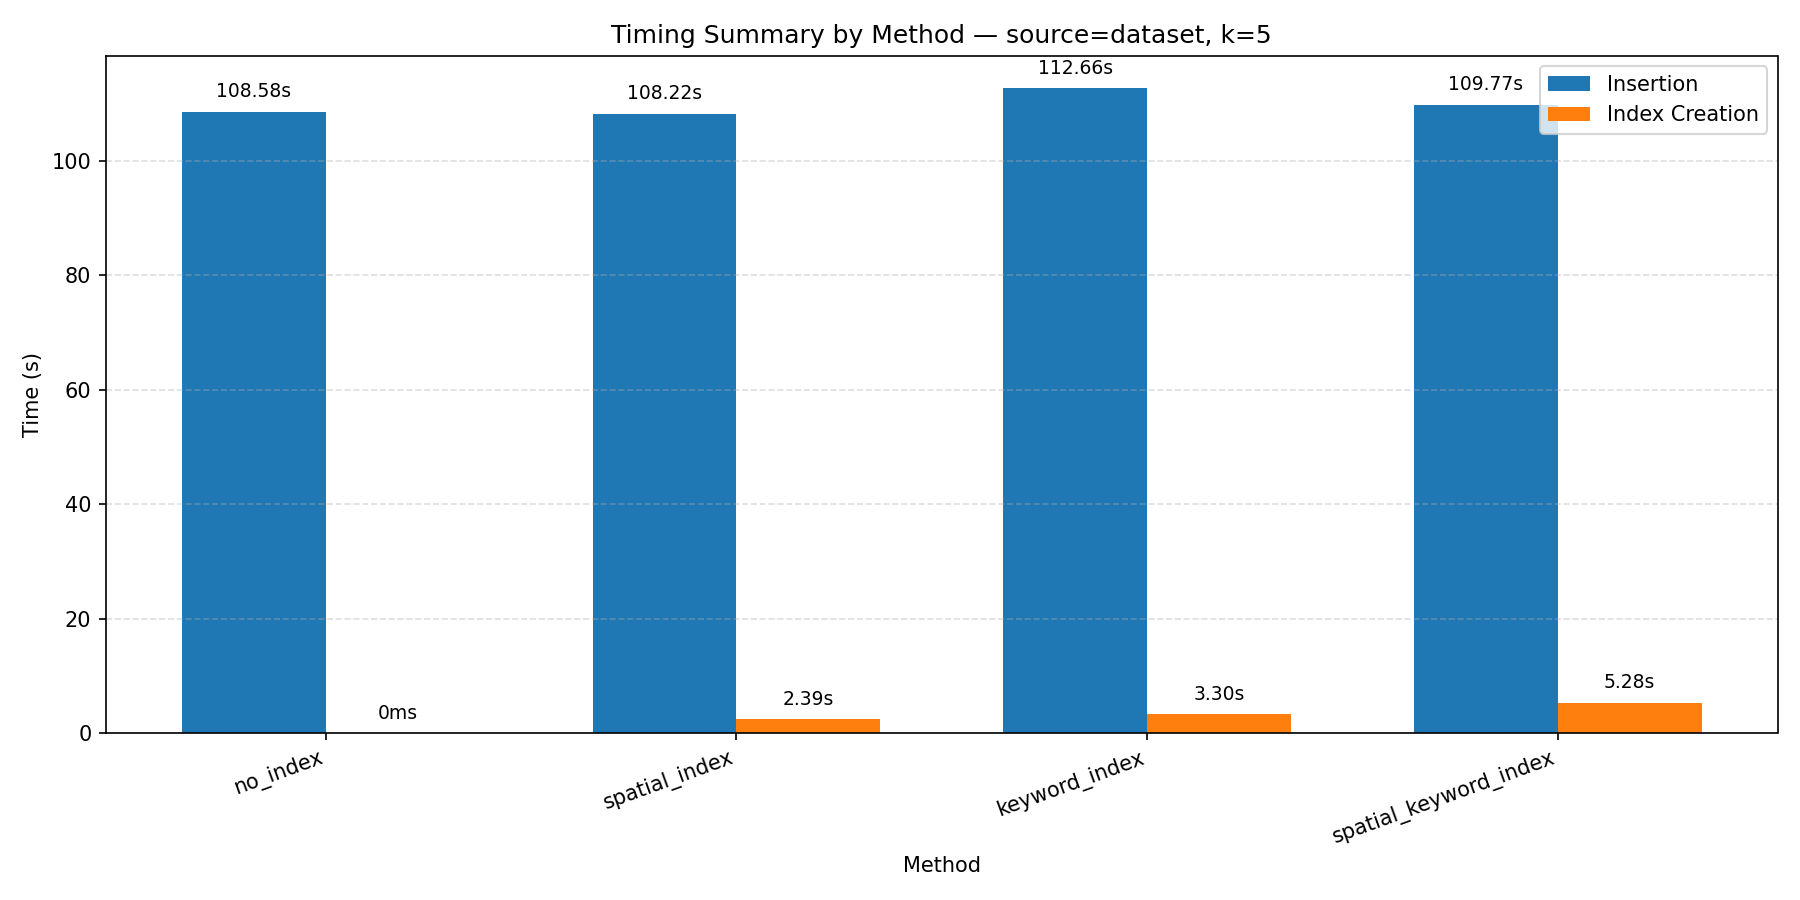 Timing Summary by Method — source=dataset, k=5
Insertion
Index Creation
108.58s
108.22s
112.66s
109.77s
0ms
2.39s
3.30s
5.28s
Time (s)
100
80
60
40
20
0
no_index
spatial_index
keyword_index
spatial_keyword_index
Method